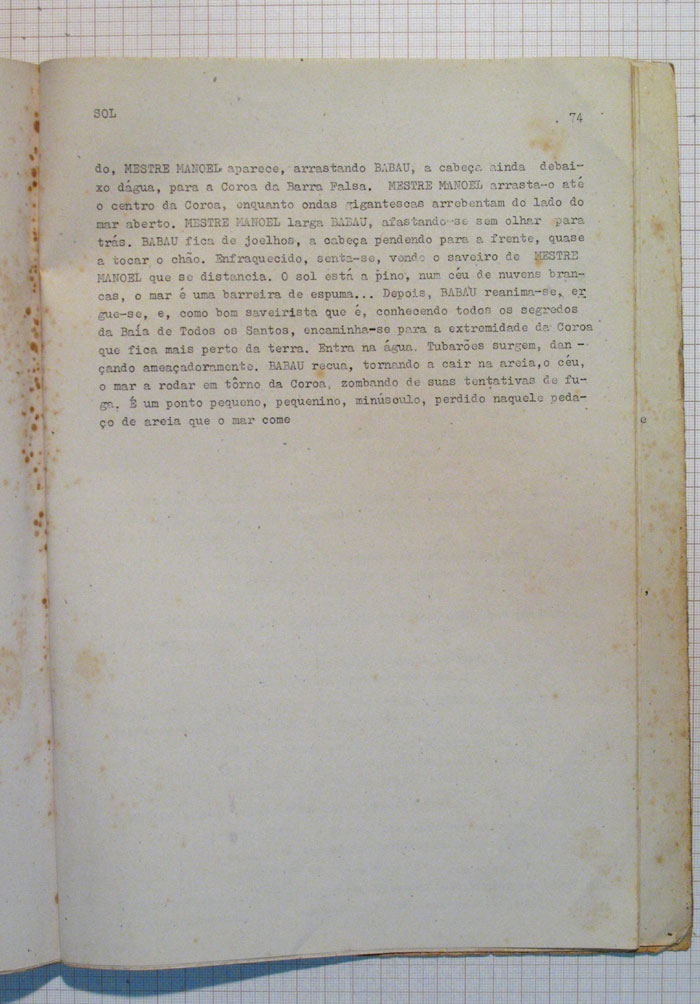 SOL
74
do, MESTRE MANOEL aparece, arrastando BABAU, a cabeça ainda debai-
xo dágua, para a Coroa da Barra Falsa. MESTRE MANOEL arrasta-o até
o centro da Coroa, enquanto ondas gigantescas arrebentam do lado do
mar aberto. MESTRE MANOEL larga BABAU, afastando-se sem olhar para
trás. BABAU fica de joelhos, a cabeça pendendo para a frente, quase
a tocar o chão. Enfraquecido, senta-se, vendo o saveiro de MESTRE
MANOEL que se distancia. O sol está a pino, num céu de nuvens bran-
cas, o mar é uma barreira de espuma... Depois, BABAU reanima-se, er
gue-se, e, como bom saveirista que é, conhecendo todos os segredos
da Baía de Todos os Santos, encaminha-se para a extromidade da Coroa
que fica mais perto da terra. Entra na água. Tubarões surgem, dan -
çando ameaçadoramente. BABAU recua, tornando a cair na areia,o céu,
o mar a rodar em tôrno da Coroa, zombando de suas tentativas de fu-
ga. É um ponto pequeno, pequenino, minúsculo, perdido naquele peda-
ço de areia que o mar come
e
,